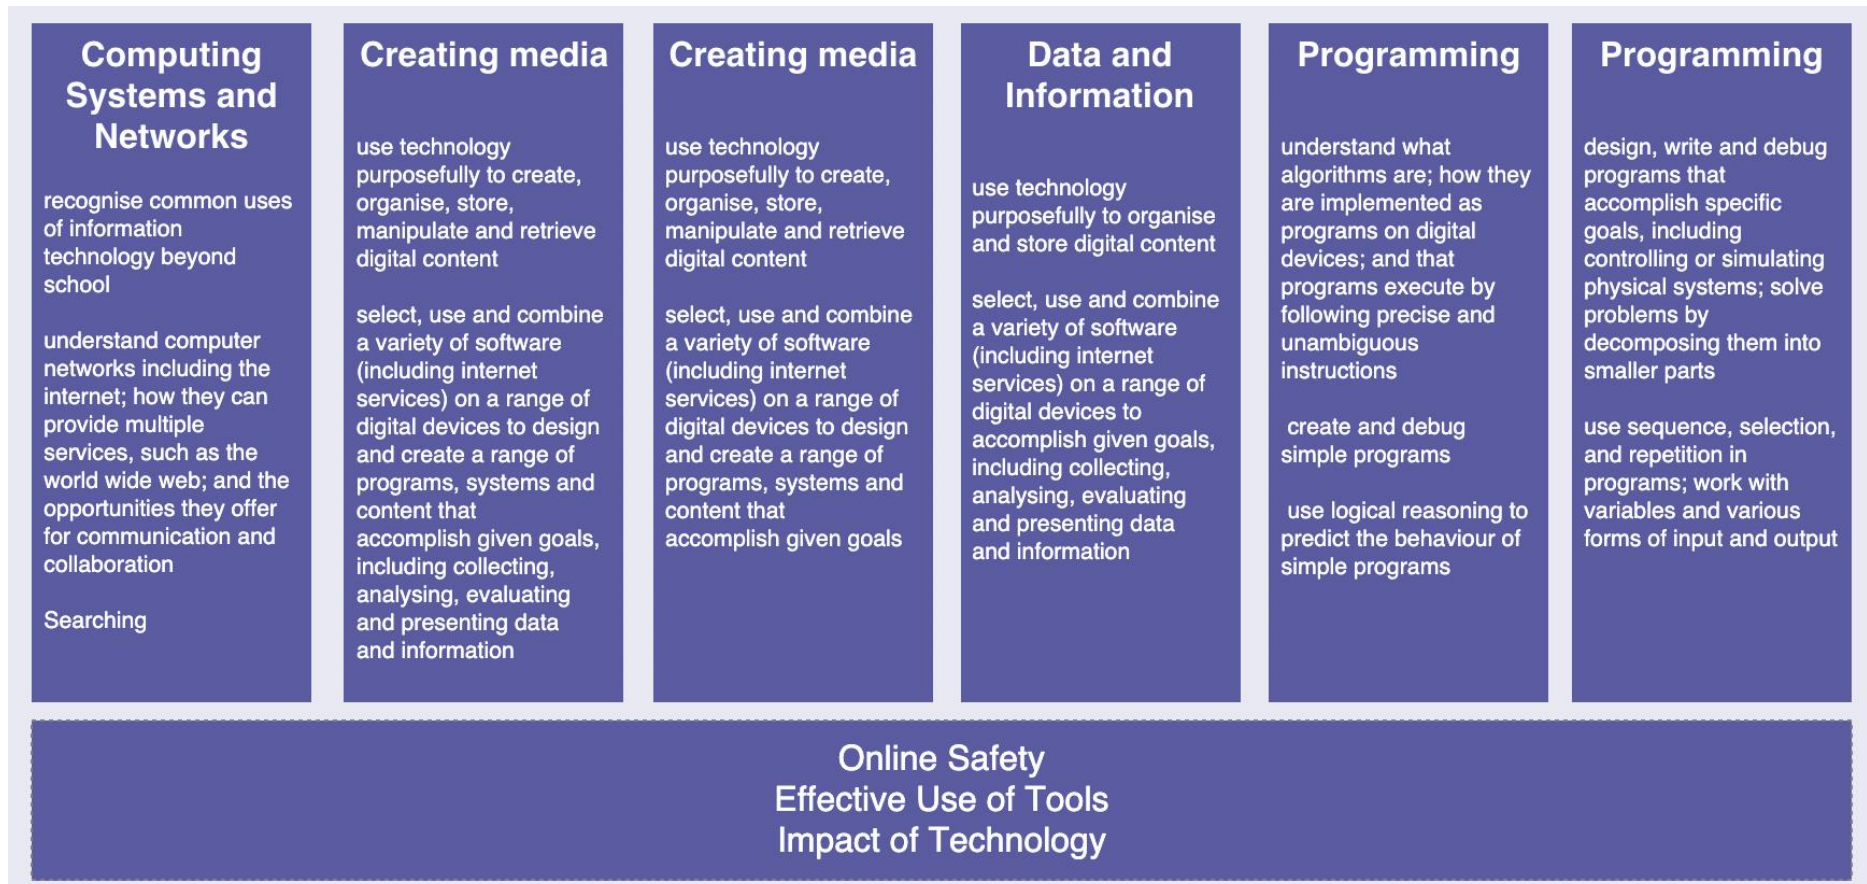 Computing
Systems and
Networks
recognise common uses
of information
technology beyond
school
understand computer
networks including the
internet; how they can
provide multiple
services, such as the
world wide web; and the
opportunities they offer
for communication and
collaboration
Searching
Creating media
use technology
purposefully to create,
organise, store,
manipulate and retrieve
digital content
select, use and combine
a variety of software
(including internet
services) on a range of
digital devices to design
and create a range of
programs, systems and
content that
accomplish given goals,
including collecting,
analysing, evaluating
and presenting data
and information
Creating media
use technology
purposefully to create,
organise, store,
manipulate and retrieve
digital content
select, use and combine
a variety of software
(including internet
services) on a range of
digital devices to design
and create a range of
programs, systems and
content that
accomplish given goals
Data and
Information
use technology
purposefully to organise
and store digital content
select, use and combine
a variety of software
(including internet
services) on a range of
digital devices to
accomplish given goals,
including collecting,
analysing, evaluating
and presenting data
and information
Programming
understand what
algorithms are; how they
are implemented as
programs on digital
devices; and that
programs execute by
following precise and
unambiguous
instructions
create and debug
simple programs
use logical reasoning to
predict the behaviour of
simple programs
Programming
design, write and debug
programs that
accomplish specific
goals, including
controlling or simulating
physical systems; solve
problems by
decomposing them into
smaller parts
use sequence, selection,
and repetition in
programs; work with
variables and various
forms of input and output
Online Safety
Effective Use of Tools
Impact of Technology